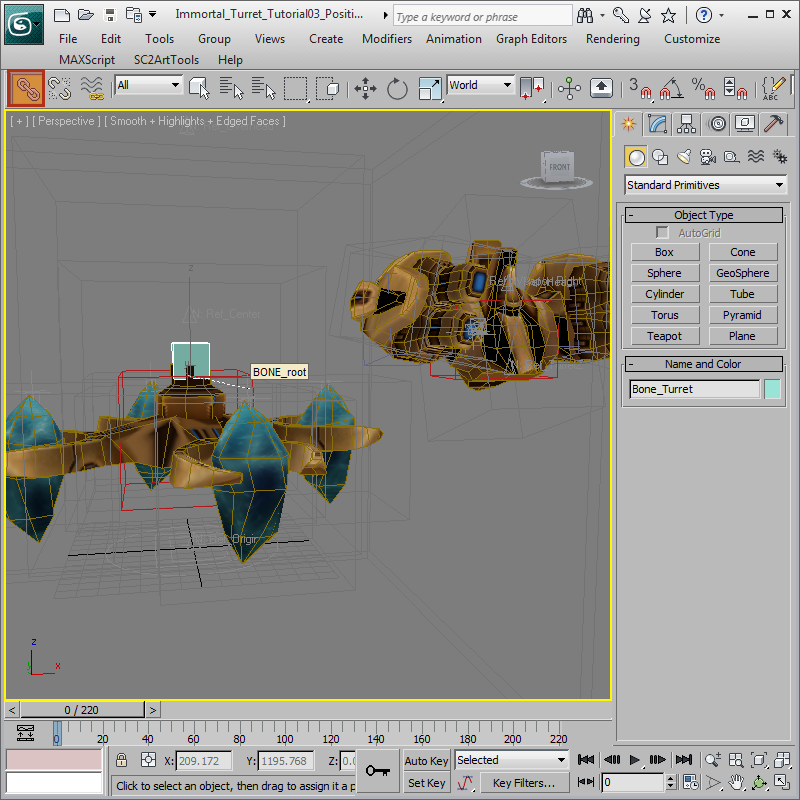 Immortal_Turret_Tutorial03_Positi...
Type a keyword or phrase
File Edit Tools Group Views Create Modifiers Animation Graph Editors Rendering Customize
MAXScript SC2ArtTools Help
All
World
3
%
ABC
[ + ] [ Perspective ] [ Smooth + Highlights + Edged Faces ]
FRONT
Standard Primitives
- Object Type
AutoGrid
Box Cone
Sphere GeoSphere
Cylinder Tube
Torus Pyramid
Teapot Plane
- Name and Color
Bone_Turret
z
Ref_Center
BONE_root
z
x
< 0 / 220 >
0 20 40 60 80 100 120 140 160 180 200 220
X: 209.172 Y: 1195.768 Z: 0.0
Auto Key Selected
Set Key Key Filters...
0
Click to select an object, then drag to assign it a p